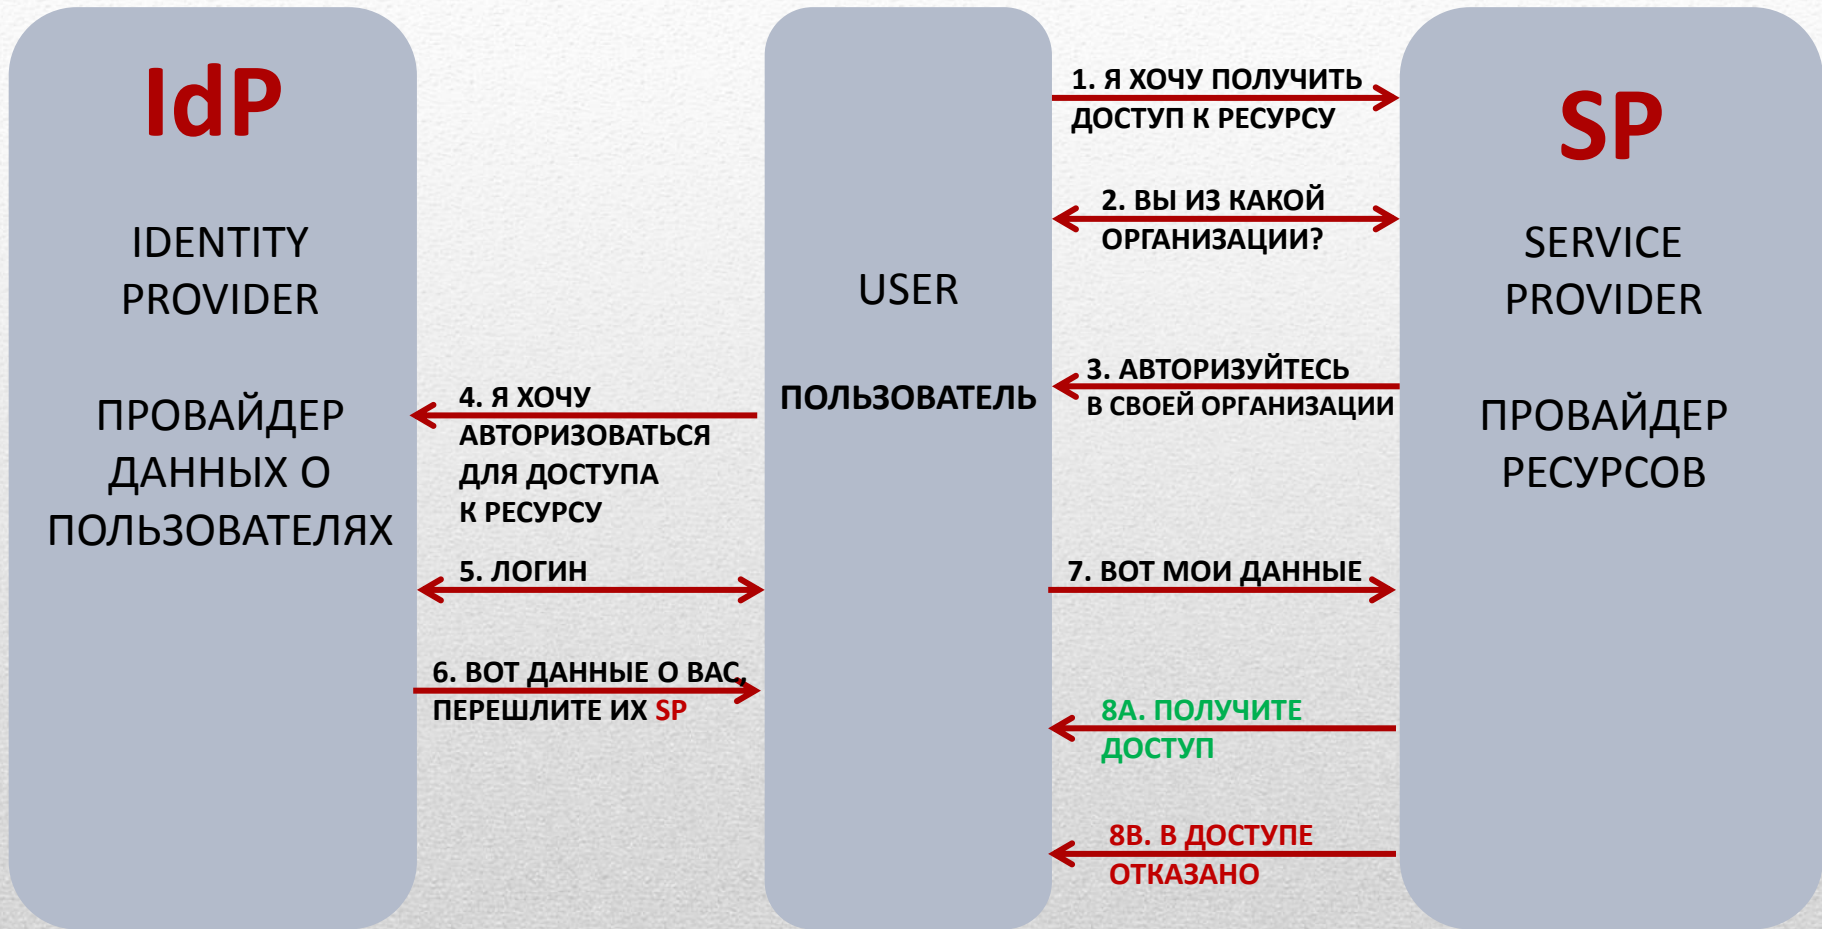 IdP
IDENTITY
PROVIDER
ПРОВАЙДЕР
ДАННЫХ О
ПОЛЬЗОВАТЕЛЯХ
4. Я ХОЧУ
АВТОРИЗОВАТЬСЯ
ДЛЯ ДОСТУПА
К РЕСУРСУ
5. ЛОГИН
6. ВОТ ДАННЫЕ О ВАС,
ПЕРЕШЛИТЕ ИХ SP
USER
ПОЛЬЗОВАТЕЛЬ
1. Я ХОЧУ ПОЛУЧИТЬ
ДОСТУП К РЕСУРСУ
2. ВЫ ИЗ КАКОЙ
ОРГАНИЗАЦИИ?
3. АВТОРИЗУЙТЕСЬ
В СВОЕЙ ОРГАНИЗАЦИИ
7. ВОТ МОИ ДАННЫЕ
8А. ПОЛУЧИТЕ
ДОСТУП
8В. В ДОСТУПЕ
ОТКАЗАНО
SP
SERVICE
PROVIDER
ПРОВАЙДЕР
РЕСУРСОВ